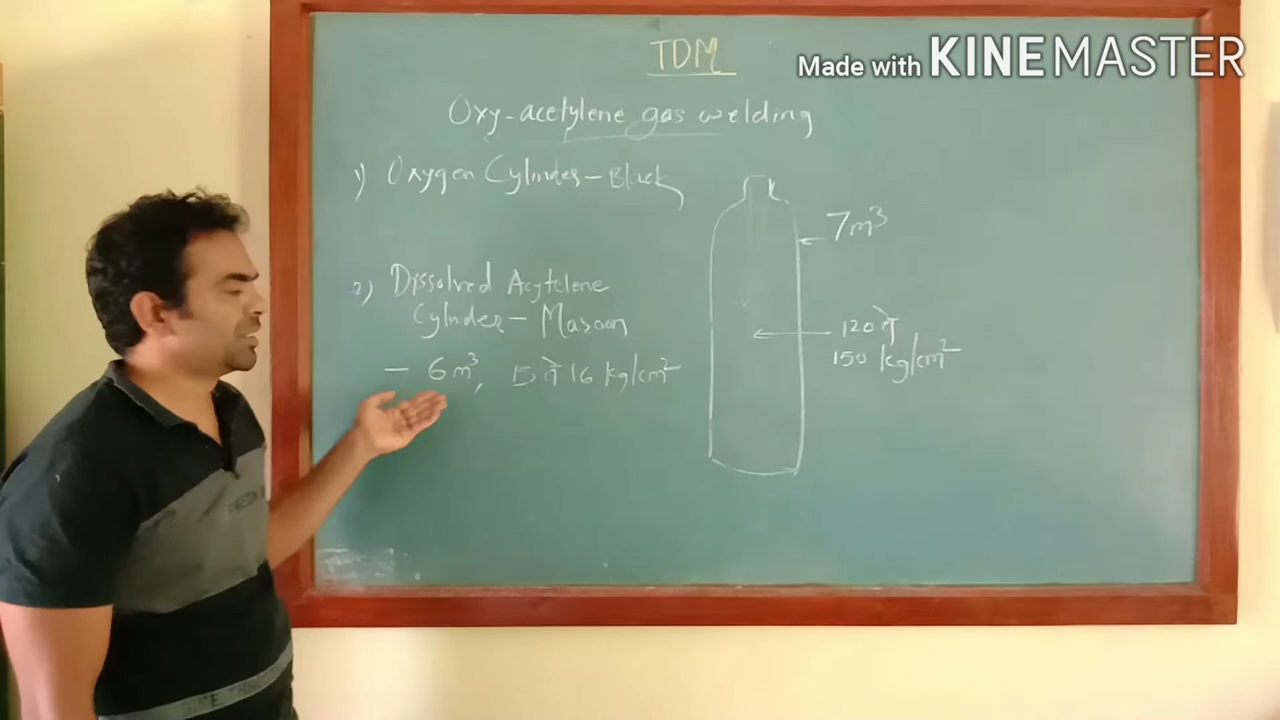 TDM
Made with KINEMASTER
Oxy-acetylene gas welding
1) Oxygen Cylinder - Black
7m³
2) Dissolved Acytelene
Cylinder - Maroon
120 से
150 kg/cm²
- 6m³, 15 से 16 kg/cm²